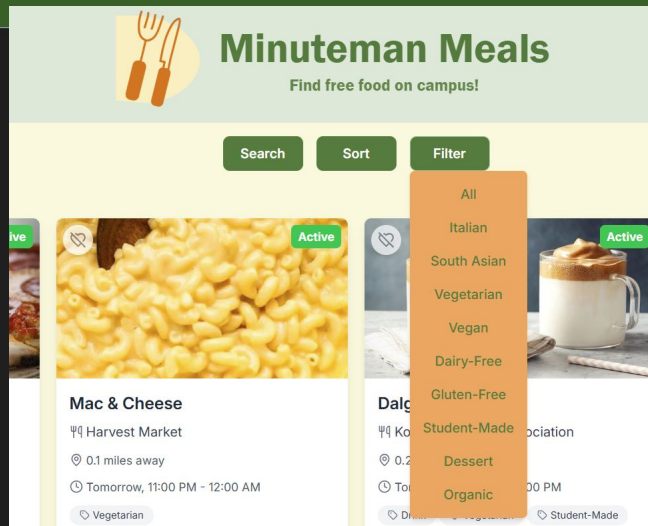 Minuteman Meals
Find free food on campus!
Search Sort Filter
All
Italian
South Asian
Vegetarian
Vegan
Dairy-Free
Gluten-Free
Student-Made
Dessert
Organic
ive
Active
Mac & Cheese
Harvest Market
0.1 miles away
Tomorrow, 11:00 PM - 12:00 AM
Vegetarian
Active
Dalg
Ko ociation
0.2
To 00 PM
Student-Made